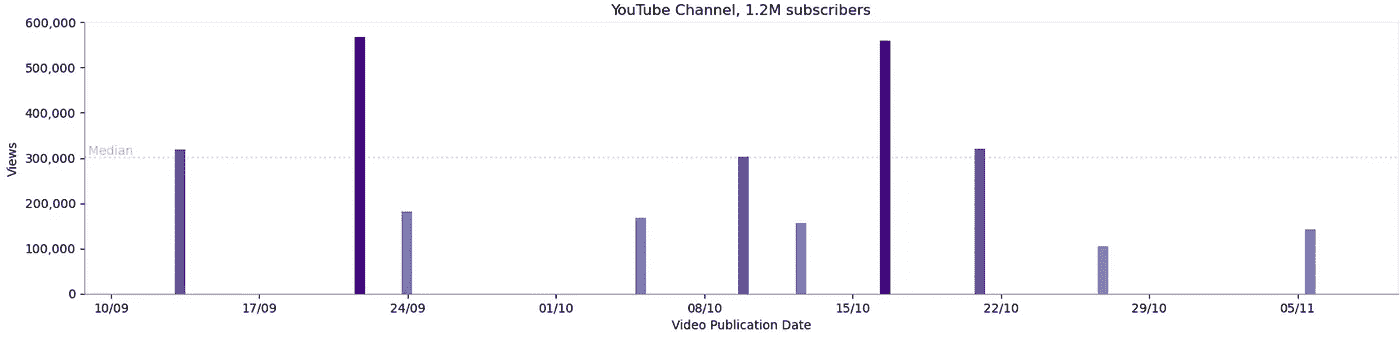 YouTube Channel, 1.2M subscribers
600,000
500,000
400,000
300,000
200,000
100,000
0
Views
Median
10/09 17/09 24/09 01/10 08/10 15/10 22/10 29/10 05/11
Video Publication Date